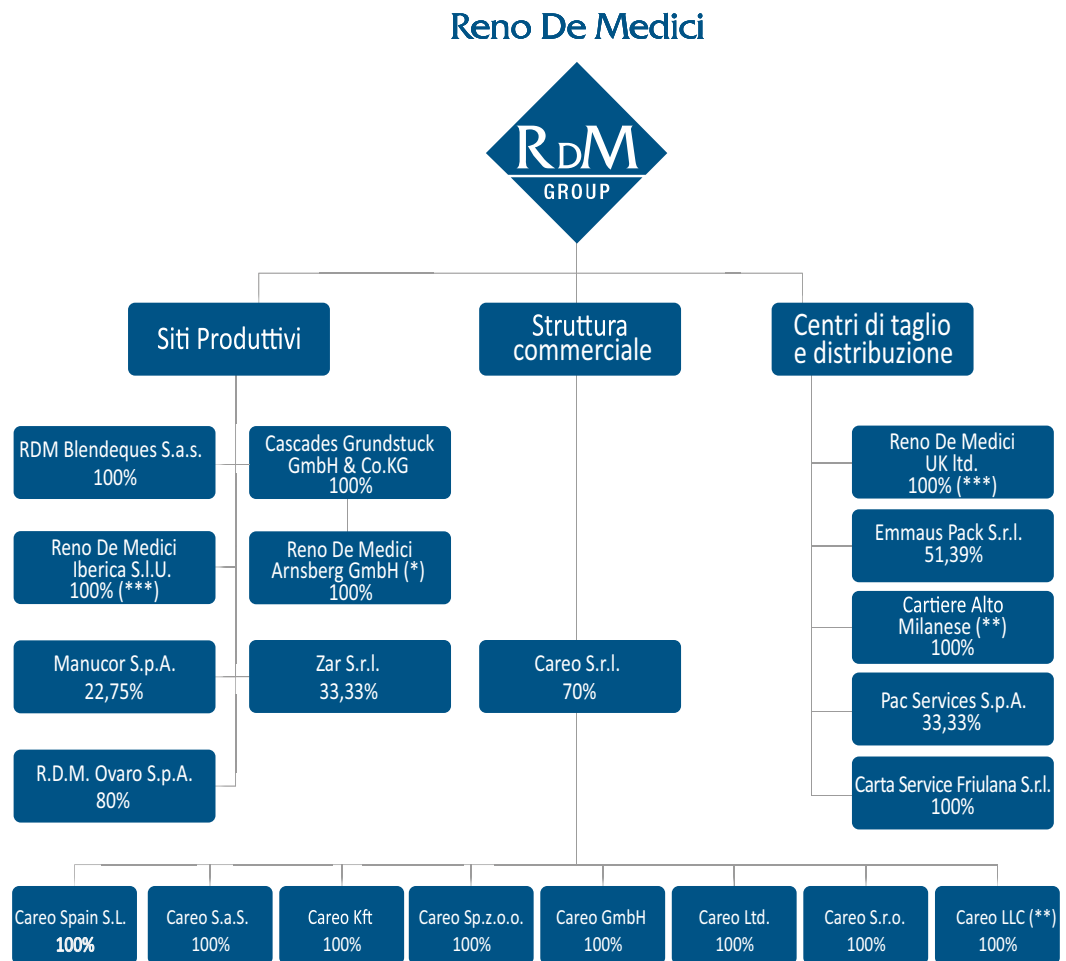 Reno De Medici
RDM
GROUP
Siti Produttivi
Struttura
commerciale
Centri di taglio
e distribuzione
RDM Blendeques S.a.s.
100%
Cascades Grundstuck
GmbH & Co.KG
100%
Reno De Medici
UK ltd.
100% (***)
Emmaus Pack S.r.l.
51,39%
Reno De Medici
Iberica S.l.U.
100% (***)
Reno De Medici
Arnsberg GmbH (*)
100%
Cartiere Alto
Milanese (**)
100%
Manucor S.p.A.
22,75%
Zar S.r.l.
33,33%
Careo S.r.l.
70%
Pac Services S.p.A.
33,33%
R.D.M. Ovaro S.p.A.
80%
Carta Service Friulana S.r.l.
100%
Careo Spain S.L.
100%
Careo S.a.S.
100%
Careo Kft
100%
Careo Sp.z.o.o.
100%
Careo GmbH
100%
Careo Ltd.
100%
Careo S.r.o.
100%
Careo LLC (**)
100%